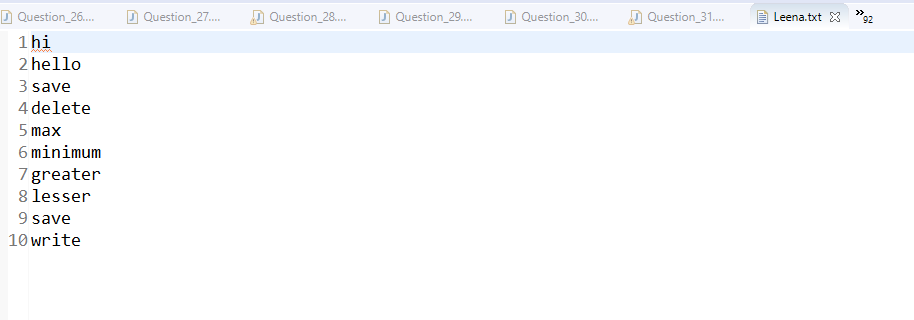 Question_26.... Question_27.... Question_28.... Question_29.... Question_30.... Question_31.... Leena.txt »92
1 hi
2 hello
3 save
4 delete
5 max
6 minimum
7 greater
8 lesser
9 save
10 write